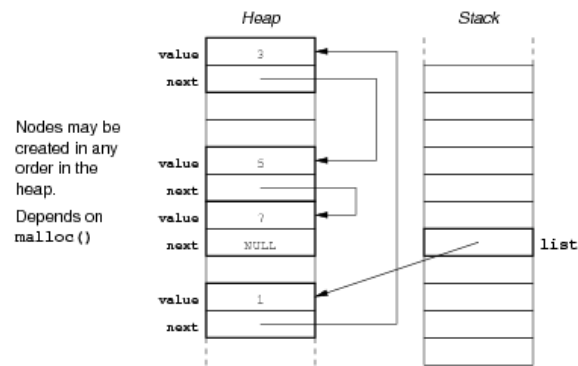 Heap
Stack
value
3
next
Nodes may be
created in any
order in the
heap.
Depends on
malloc()
value
5
next
value
7
next
NULL
list
value
1
next